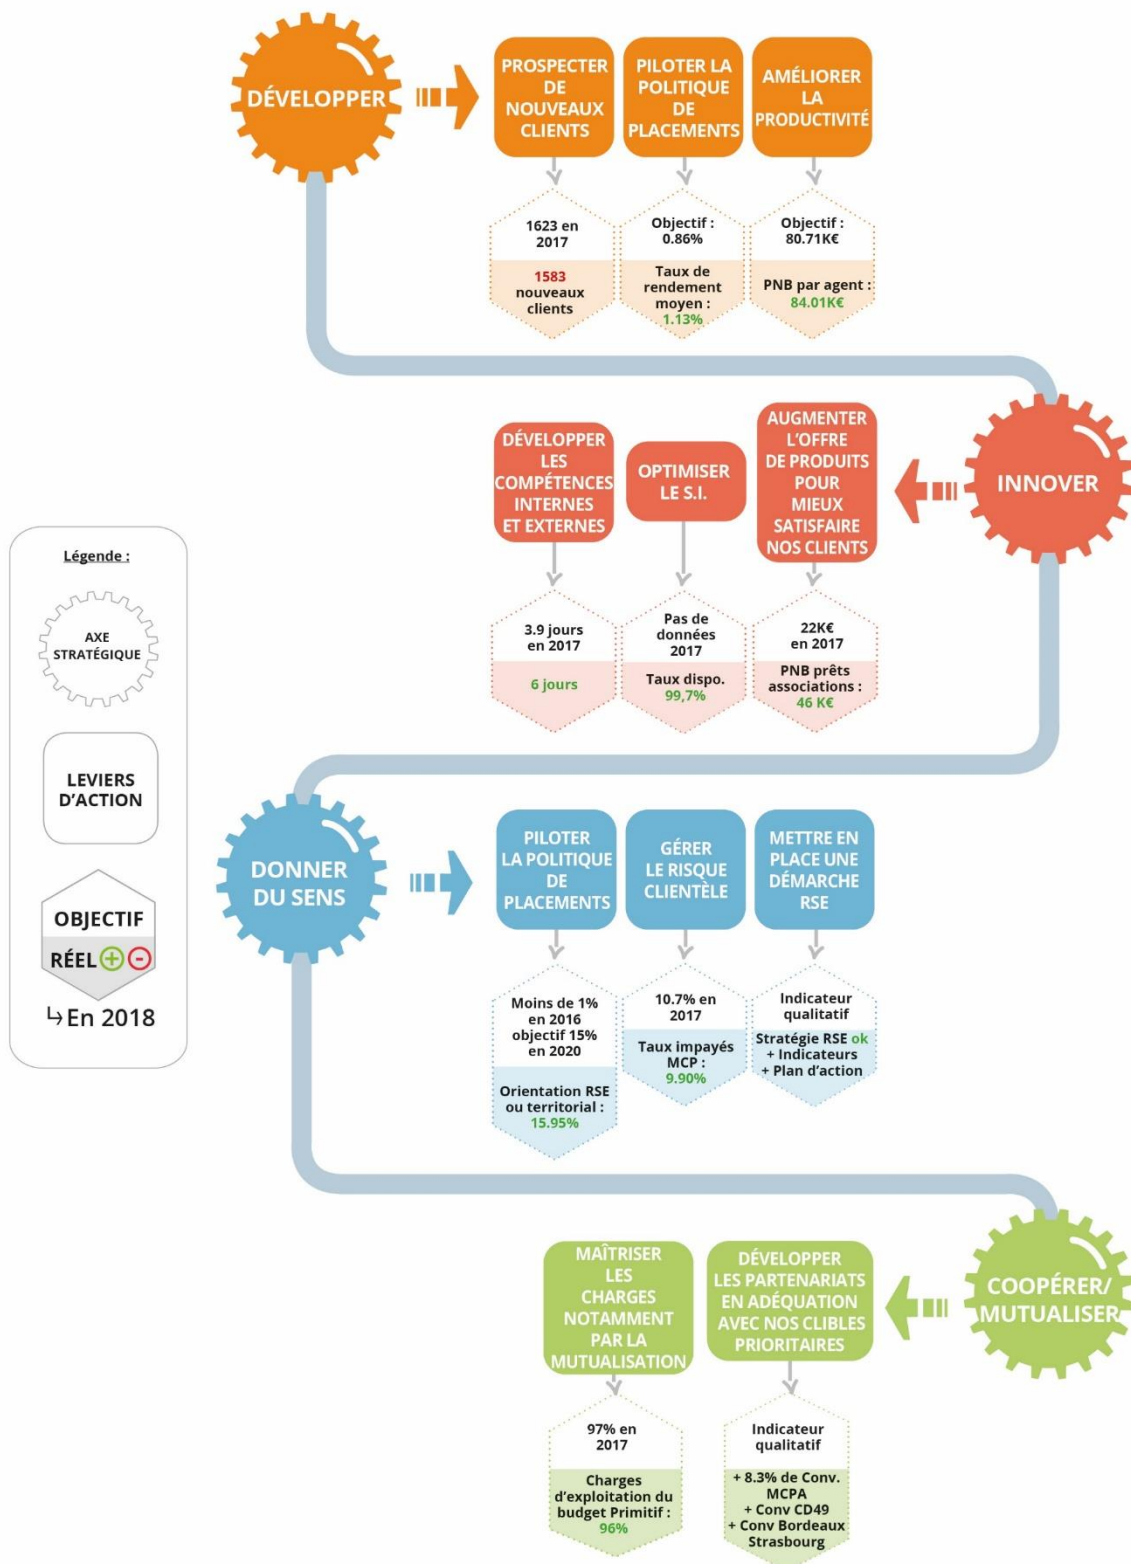 DÉVELOPPER
PROSPECTER
DE
NOUVEAUX
CLIENTS
PILOTER LA
POLITIQUE
DE
PLACEMENTS
AMÉLIORER
LA
PRODUCTIVITÉ
1623 en
2017
1583
nouveaux
clients
Objectif :
0.86%
Taux de
rendement
moyen :
1.13%
Objectif :
80.71K€
PNB par agent :
84.01K€
INNOVER
AUGMENTER
L'OFFRE
DE PRODUITS
POUR
MIEUX
SATISFAIRE
NOS CLIENTS
OPTIMISER
LE S.I.
DÉVELOPPER
LES
COMPÉTENCES
INTERNES
ET EXTERNES
3.9 jours
en 2017
6 jours
Pas de
données
2017
Taux dispo.
99,7%
22K€
en 2017
PNB prêts
associations :
46 K€
Légende :
AXE
STRATÉGIQUE
LEVIERS
D'ACTION
OBJECTIF
RÉEL + -
↳ En 2018
DONNER
DU SENS
PILOTER
LA POLITIQUE
DE
PLACEMENTS
GÉRER
LE RISQUE
CLIENTÈLE
METTRE EN
PLACE UNE
DÉMARCHE
RSE
Moins de 1%
en 2016
objectif 15%
en 2020
Orientation RSE
ou territorial :
15.95%
10.7% en
2017
Taux impayés
MCP :
9.90%
Indicateur
qualitatif
Stratégie RSE ok
+ Indicateurs
+ Plan d'action
COOPÉRER/
MUTUALISER
MAÎTRISER
LES
CHARGES
NOTAMMENT
PAR LA
MUTUALISATION
DÉVELOPPER
LES PARTENARIATS
EN ADÉQUATION
AVEC NOS CLIBLES
PRIORITAIRES
97% en
2017
Charges
d'exploitation du
budget Primitif :
96%
Indicateur
qualitatif
+ 8.3% de Conv.
MCPA
+ Conv CD49
+ Conv Bordeaux
Strasbourg